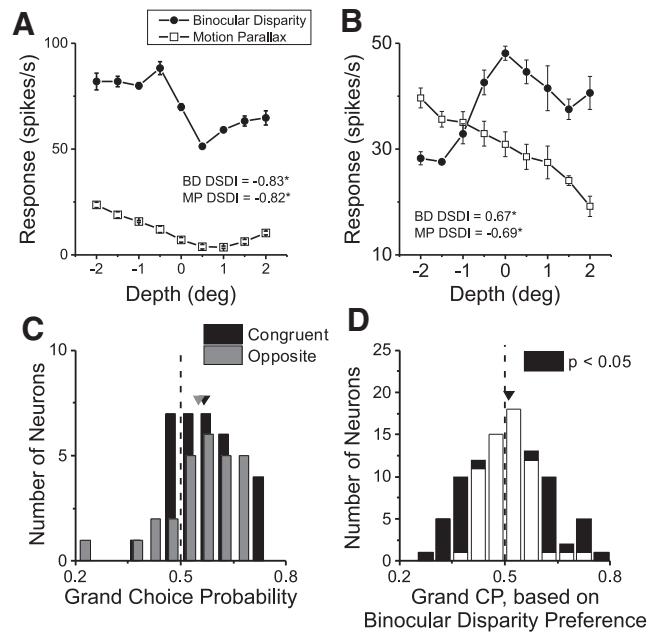 A
Binocular Disparity
Motion Parallax
100
50
0
Response (spikes/s)
BD DSDI = -0.83*
MP DSDI = -0.82*
-2 -1 0 1 2
Depth (deg)
B
50
30
10
Response (spikes/s)
BD DSDI = 0.67*
MP DSDI = -0.69*
-2 -1 0 1 2
Depth (deg)
C
Congruent
Opposite
10
5
0
Number of Neurons
0.2 0.5 0.8
Grand Choice Probability
D
p < 0.05
25
20
15
10
5
0
Number of Neurons
0.2 0.5 0.8
Grand CP, based on
Binocular Disparity Preference